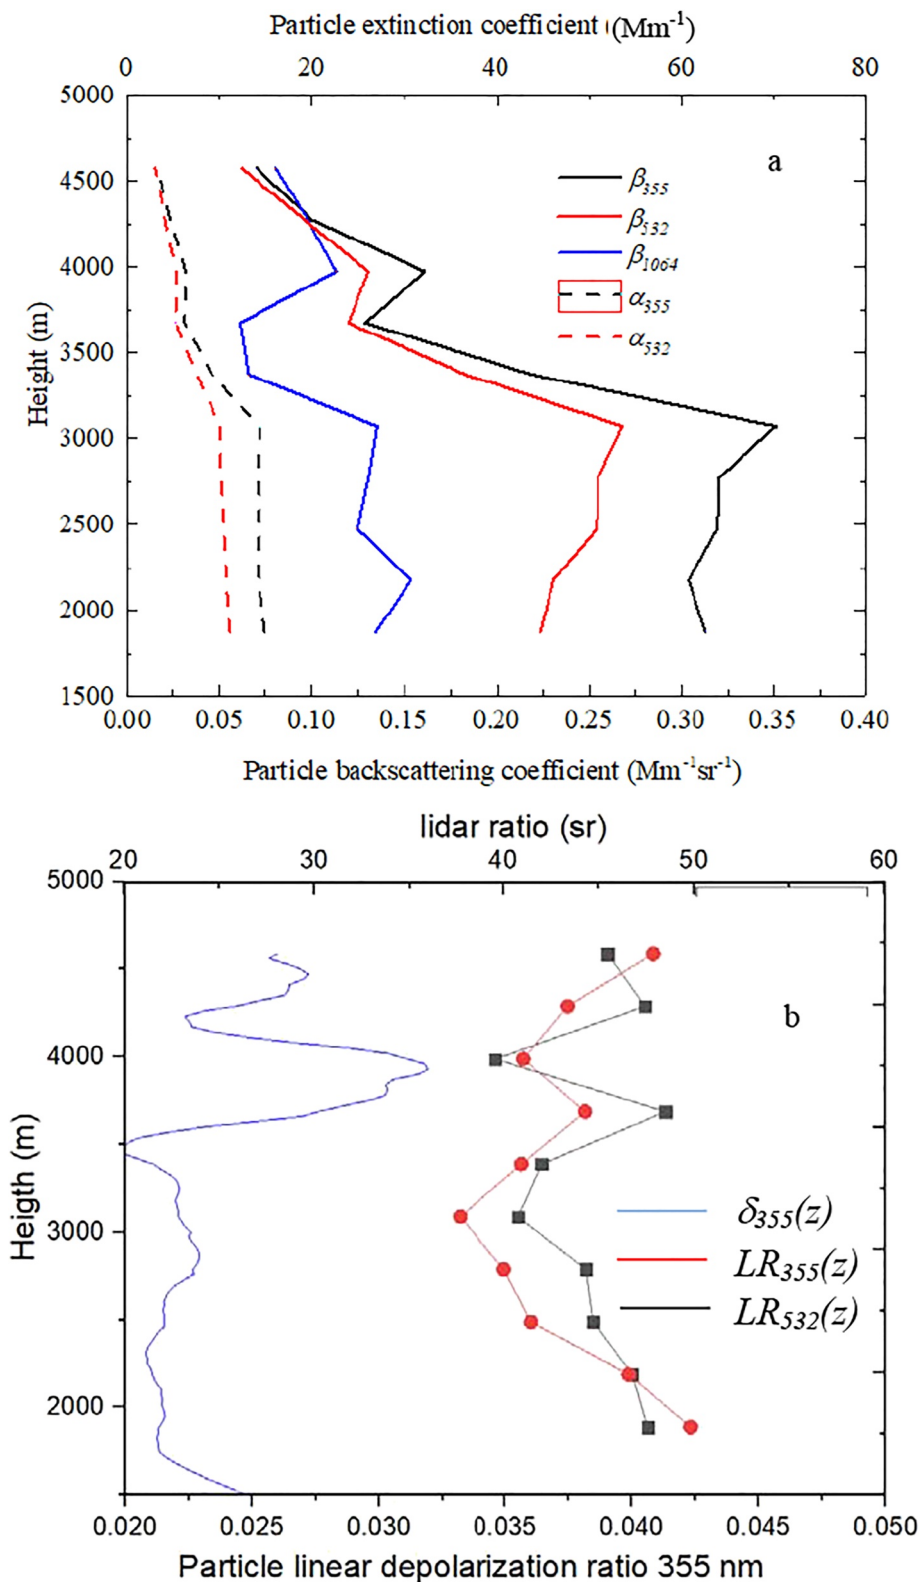 Particle extinction coefficient (Mm-1)
0 20 40 60 80
5000
4500
4000
3500
3000
2500
2000
1500
Height (m)
a
β355
β532
β1064
α355
α532
0.00 0.05 0.10 0.15 0.20 0.25 0.30 0.35 0.40
Particle backscattering coefficient (Mm-1sr-1)
lidar ratio (sr)
20 30 40 50 60
5000
4000
3000
2000
Heigth (m)
b
δ355(z)
LR355(z)
LR532(z)
0.020 0.025 0.030 0.035 0.040 0.045 0.050
Particle linear depolarization ratio 355 nm